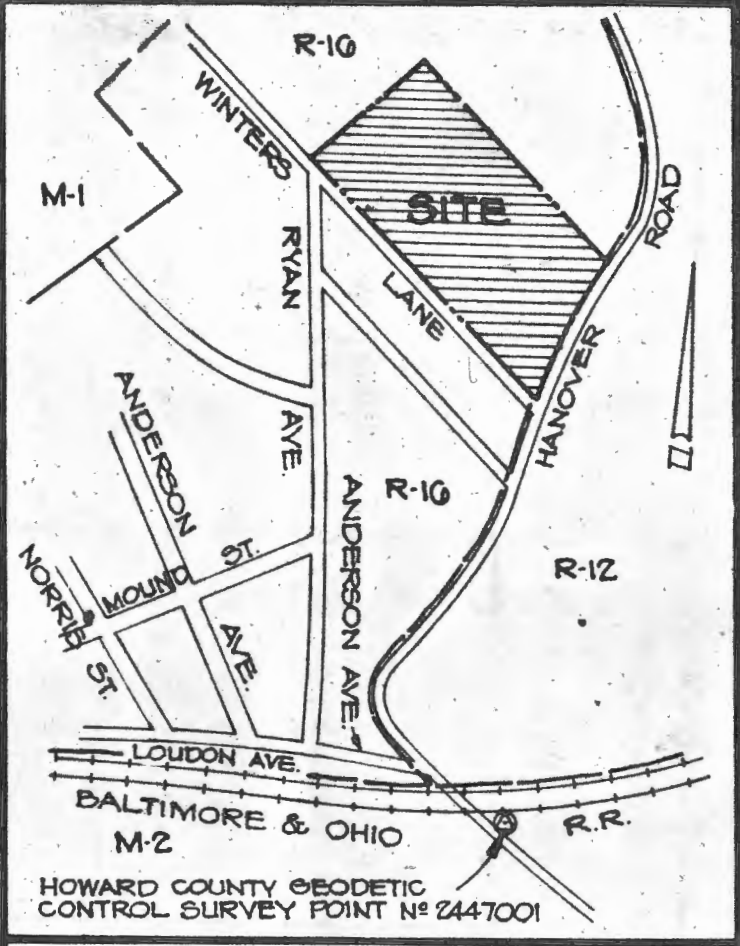 R-16
WINTERS
M-1
SITE
ROAD
RYAN
LANE
HANOVER
ANDERSON
AVE.
R-16
ANDERSON AVE.
ST.
MOUND
R-12
NORRIS
ST.
AVE.
LOUDON AVE.
BALTIMORE & OHIO
R.R.
M-2
HOWARD COUNTY GEODETIC
CONTROL SURVEY POINT Nº 2447001